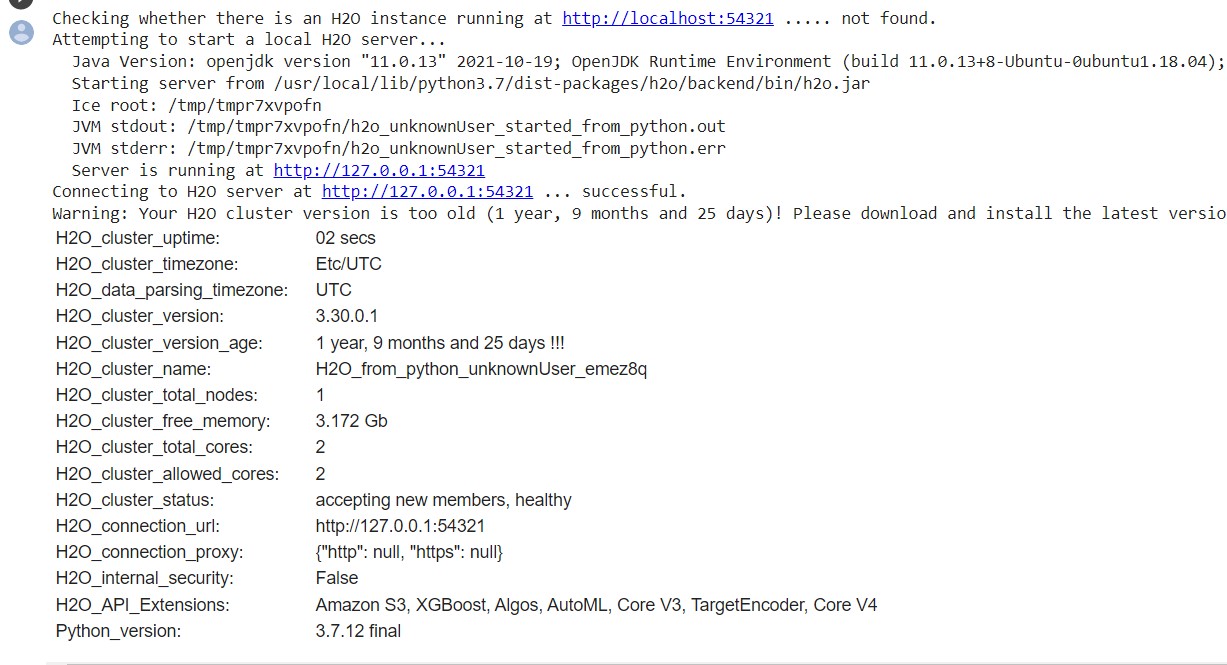 Checking whether there is an H2O instance running at http://localhost:54321 ..... not found.
Attempting to start a local H2O server...
Java Version: openjdk version "11.0.13" 2021-10-19; OpenJDK Runtime Environment (build 11.0.13+8-Ubuntu-0ubuntu1.18.04);
Starting server from /usr/local/lib/python3.7/dist-packages/h2o/backend/bin/h2o.jar
Ice root: /tmp/tmpr7xvpofn
JVM stdout: /tmp/tmpr7xvpofn/h2o_unknownUser_started_from_python.out
JVM stderr: /tmp/tmpr7xvpofn/h2o_unknownUser_started_from_python.err
Server is running at http://127.0.0.1:54321
Connecting to H2O server at http://127.0.0.1:54321 ... successful.
Warning: Your H2O cluster version is too old (1 year, 9 months and 25 days)! Please download and install the latest versio
H2O_cluster_uptime: 02 secs
H2O_cluster_timezone: Etc/UTC
H2O_data_parsing_timezone: UTC
H2O_cluster_version: 3.30.0.1
H2O_cluster_version_age: 1 year, 9 months and 25 days !!!
H2O_cluster_name: H2O_from_python_unknownUser_emez8q
H2O_cluster_total_nodes: 1
H2O_cluster_free_memory: 3.172 Gb
H2O_cluster_total_cores: 2
H2O_cluster_allowed_cores: 2
H2O_cluster_status: accepting new members, healthy
H2O_connection_url: http://127.0.0.1:54321
H2O_connection_proxy: {"http": null, "https": null}
H2O_internal_security: False
H2O_API_Extensions: Amazon S3, XGBoost, Algos, AutoML, Core V3, TargetEncoder, Core V4
Python_version: 3.7.12 final